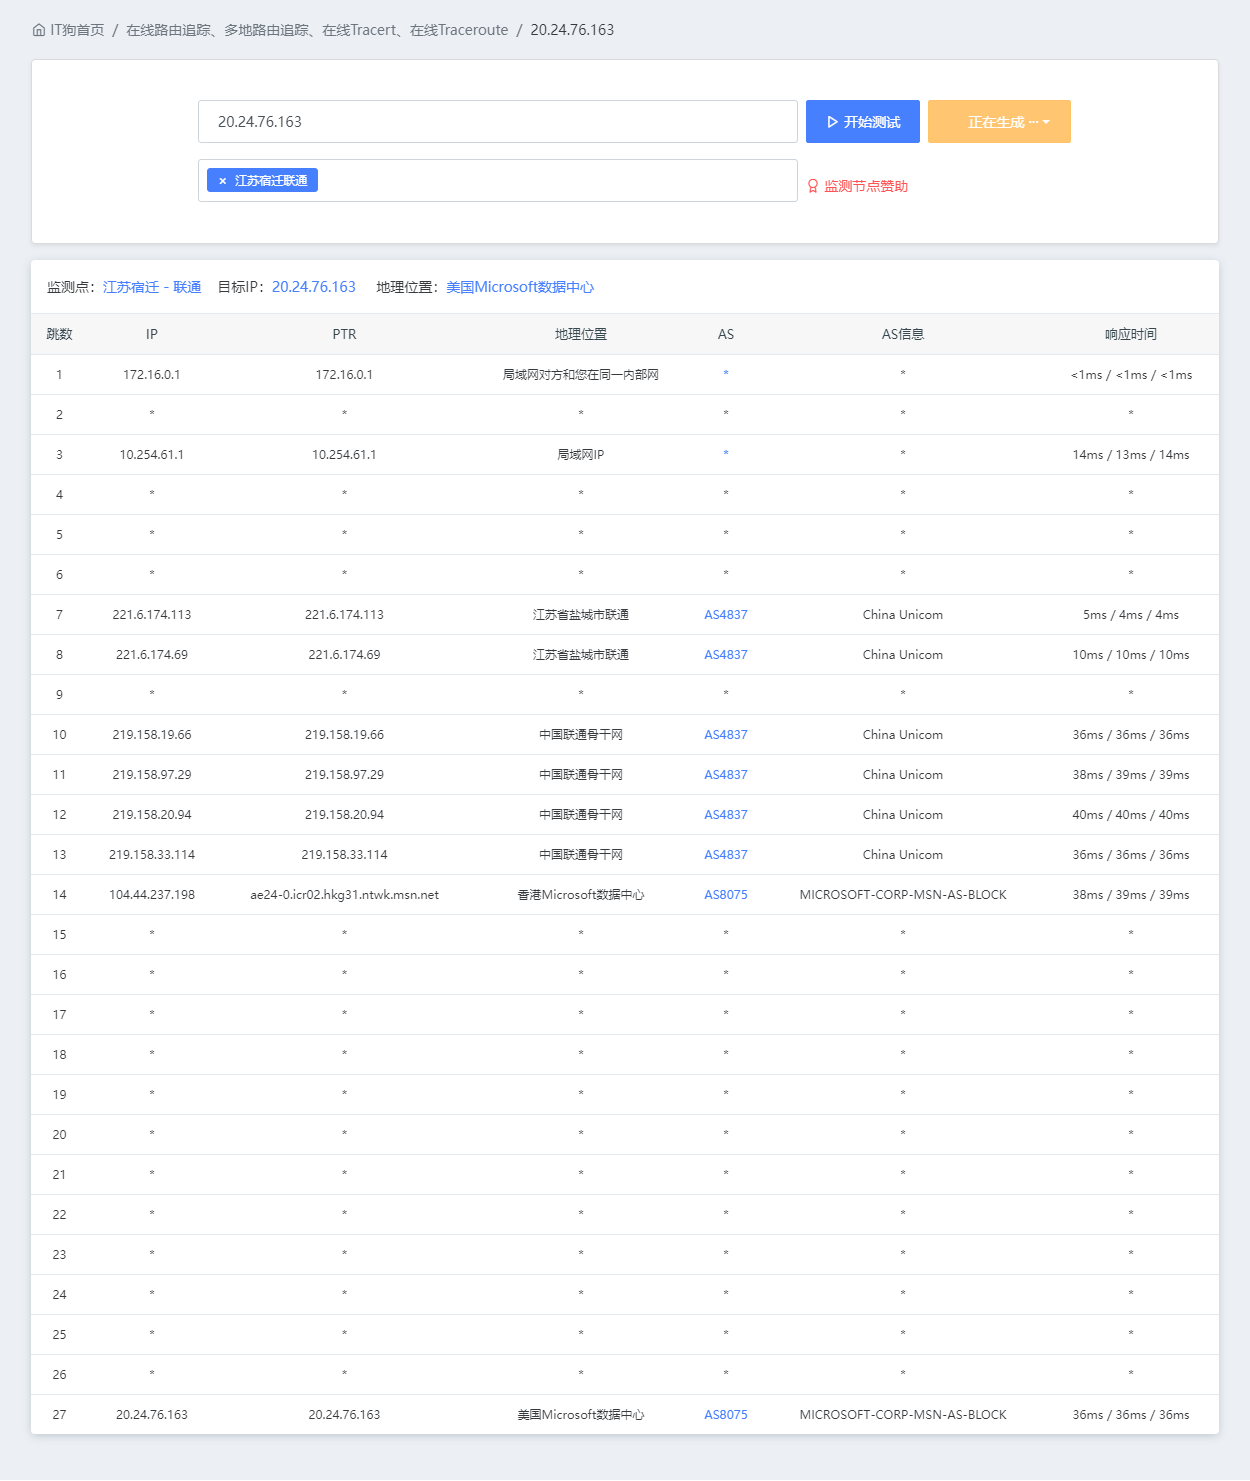 IT狗首页 / 在线路由追踪、多地路由追踪、在线Tracert、在线Traceroute / 20.24.76.163
20.24.76.163 开始测试 正在生成 ···
× 江苏宿迁联通 监测节点赞助
监测点：江苏宿迁 - 联通 目标IP：20.24.76.163 地理位置：美国Microsoft数据中心
跳数 IP PTR 地理位置 AS AS信息 响应时间
1 172.16.0.1 172.16.0.1 局域网对方和您在同一内部网 * * <1ms / <1ms / <1ms
2 * * * * * *
3 10.254.61.1 10.254.61.1 局域网IP * * 14ms / 13ms / 14ms
4 * * * * * *
5 * * * * * *
6 * * * * * *
7 221.6.174.113 221.6.174.113 江苏省盐城市联通 AS4837 China Unicom 5ms / 4ms / 4ms
8 221.6.174.69 221.6.174.69 江苏省盐城市联通 AS4837 China Unicom 10ms / 10ms / 10ms
9 * * * * * *
10 219.158.19.66 219.158.19.66 中国联通骨干网 AS4837 China Unicom 36ms / 36ms / 36ms
11 219.158.97.29 219.158.97.29 中国联通骨干网 AS4837 China Unicom 38ms / 39ms / 39ms
12 219.158.20.94 219.158.20.94 中国联通骨干网 AS4837 China Unicom 40ms / 40ms / 40ms
13 219.158.33.114 219.158.33.114 中国联通骨干网 AS4837 China Unicom 36ms / 36ms / 36ms
14 104.44.237.198 ae24-0.icr02.hkg31.ntwk.msn.net 香港Microsoft数据中心 AS8075 MICROSOFT-CORP-MSN-AS-BLOCK 38ms / 39ms / 39ms
15 * * * * * *
16 * * * * * *
17 * * * * * *
18 * * * * * *
19 * * * * * *
20 * * * * * *
21 * * * * * *
22 * * * * * *
23 * * * * * *
24 * * * * * *
25 * * * * * *
26 * * * * * *
27 20.24.76.163 20.24.76.163 美国Microsoft数据中心 AS8075 MICROSOFT-CORP-MSN-AS-BLOCK 36ms / 36ms / 36ms